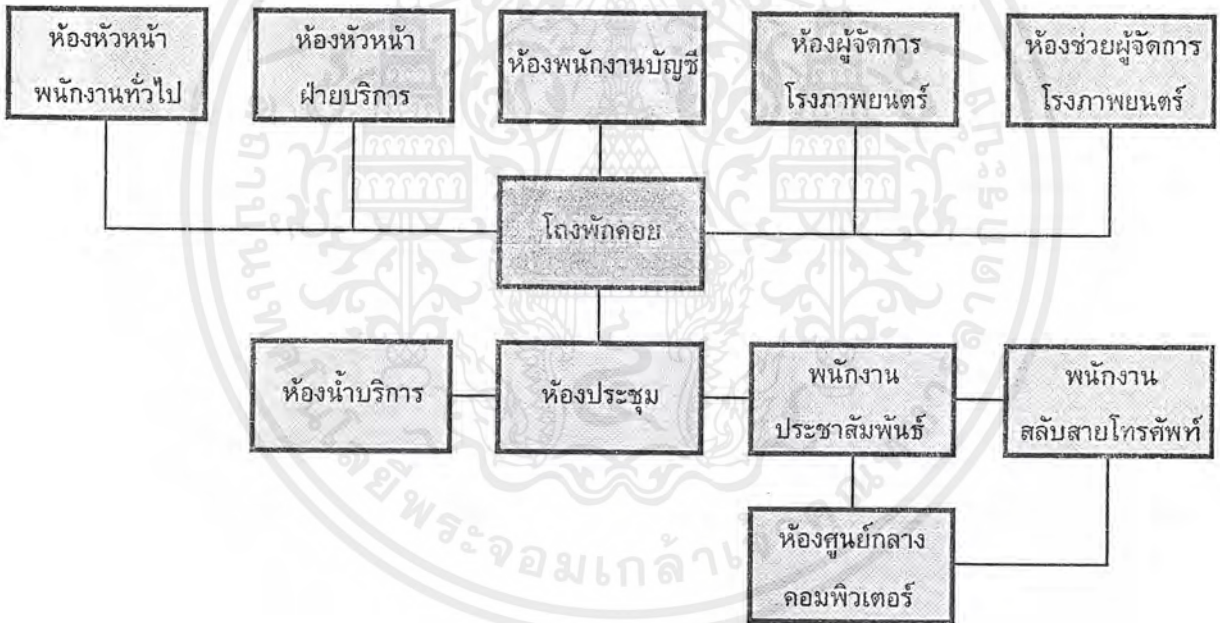 ห้องหัวหน้า
พนักงานทั่วไป
ห้องหัวหน้า
ฝ่ายบริการ
ห้องพนักงานบัญชี
ห้องผู้จัดการ
โรงภาพยนตร์
ห้องช่วยผู้จัดการ
โรงภาพยนตร์
โถงพักคอย
ห้องน้ำบริการ
ห้องประชุม
พนักงาน
ประชาสัมพันธ์
พนักงาน
สลับสายโทรศัพท์
ห้องศูนย์กลาง
คอมพิวเตอร์